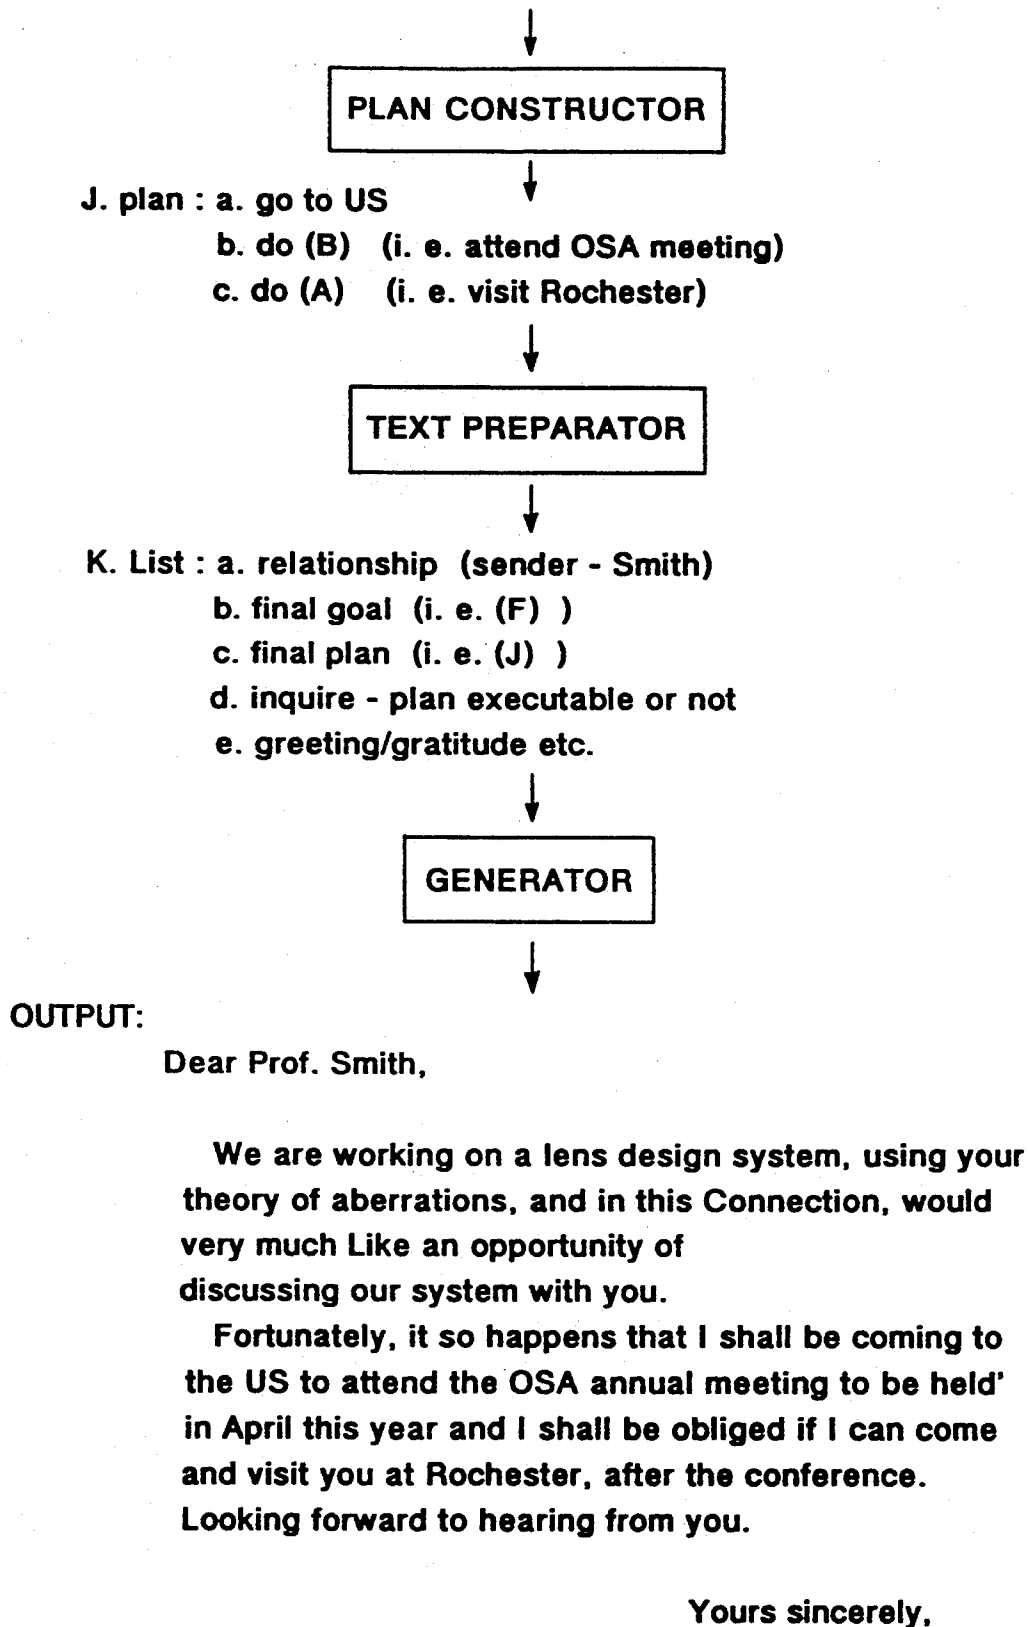 PLAN CONSTRUCTOR
J. plan : a. go to US
b. do (B) (i. e. attend OSA meeting)
c. do (A) (i. e. visit Rochester)
TEXT PREPARATOR
K. List : a. relationship (sender - Smith)
b. final goal (i. e. (F) )
c. final plan (i. e. (J) )
d. inquire - plan executable or not
e. greeting/gratitude etc.
GENERATOR
OUTPUT:
Dear Prof. Smith,
We are working on a lens design system, using your
theory of aberrations, and in this Connection, would
very much Like an opportunity of
discussing our system with you.
Fortunately, it so happens that I shall be coming to
the US to attend the OSA annual meeting to be held'
in April this year and I shall be obliged if I can come
and visit you at Rochester, after the conference.
Looking forward to hearing from you.
Yours sincerely,